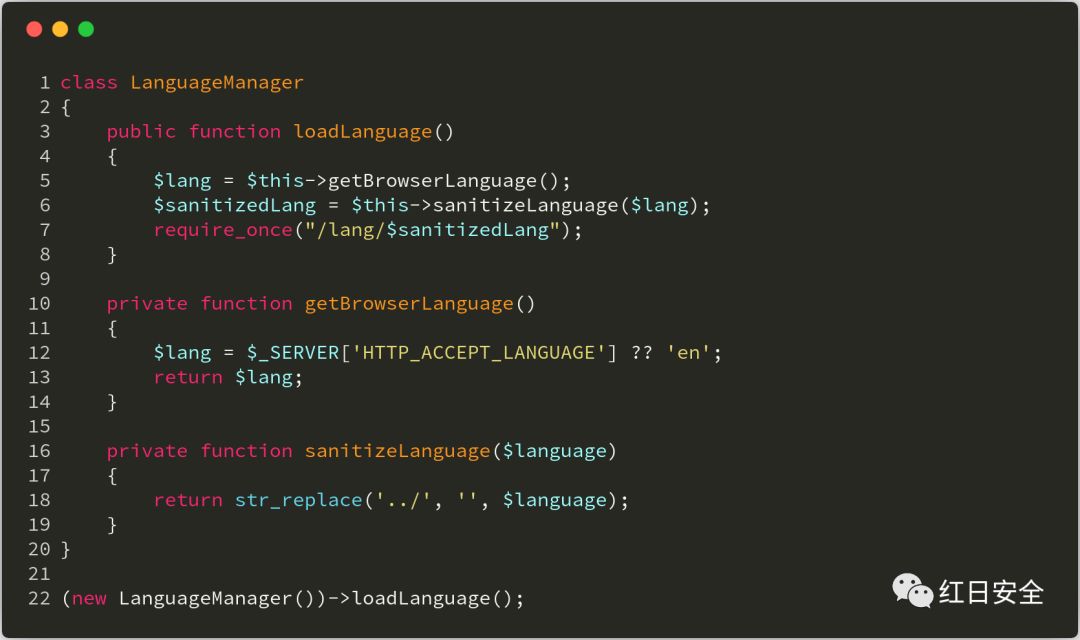 1 class LanguageManager
2 {
3     public function loadLanguage()
4     {
5         $lang = $this->getBrowserLanguage();
6         $sanitizedLang = $this->sanitizeLanguage($lang);
7         require_once("/lang/$sanitizedLang");
8     }
9
10     private function getBrowserLanguage()
11     {
12         $lang = $_SERVER['HTTP_ACCEPT_LANGUAGE'] ?? 'en';
13         return $lang;
14     }
15
16     private function sanitizeLanguage($language)
17     {
18         return str_replace('../', '', $language);
19     }
20 }
21
22 (new LanguageManager())->loadLanguage();
红日安全